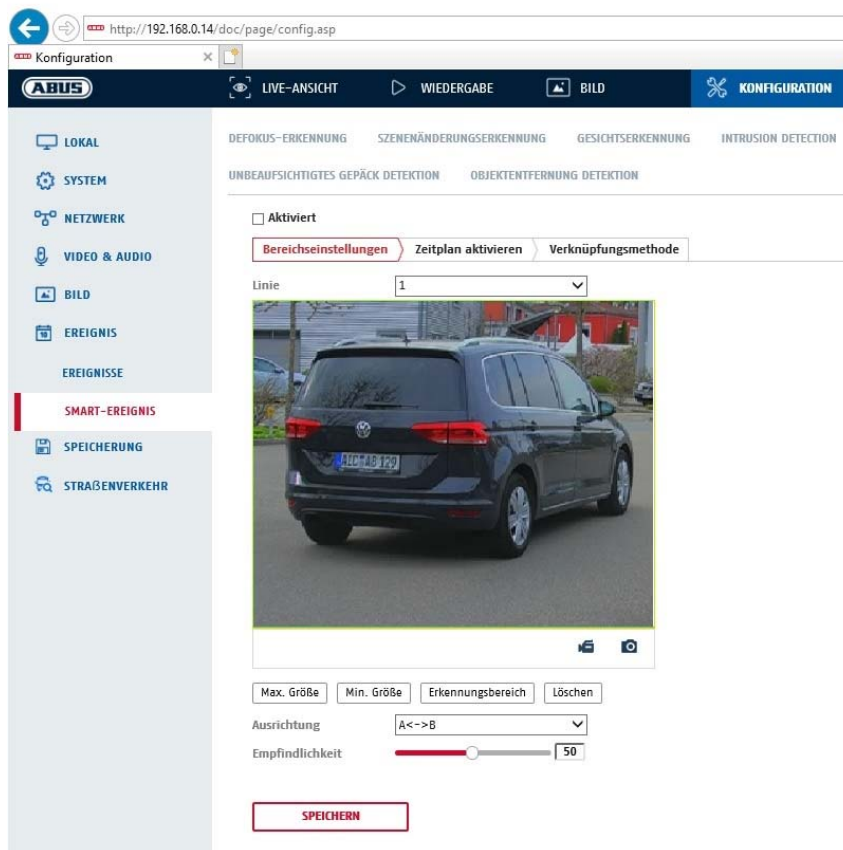 http://192.168.0.14/doc/page/config.asp
Konfiguration
ABUS
LIVE-ANSICHT
WIEDERGABE
BILD
KONFIGURATION
LOKAL
SYSTEM
NETZWERK
VIDEO & AUDIO
BILD
EREIGNIS
EREIGNISSE
SMART-EREIGNIS
SPEICHERUNG
STRAßENVERKEHR
DEFOKUS-ERKENNUNG
SZENENÄNDERUNGSERKENNUNG
GESICHTSERKENNUNG
INTRUSION DETECTION
UNBEAUFSICHTIGTES GEPÄCK DETEKTION
OBJEKTENTFERNUNG DETEKTION
Aktiviert
Bereichseinstellungen
Zeitplan aktivieren
Verknüpfungsmethode
Linie
1
AIC AB 129
Max. Größe
Min. Größe
Erkennungsbereich
Löschen
Ausrichtung
A<->B
Empfindlichkeit
50
SPEICHERN